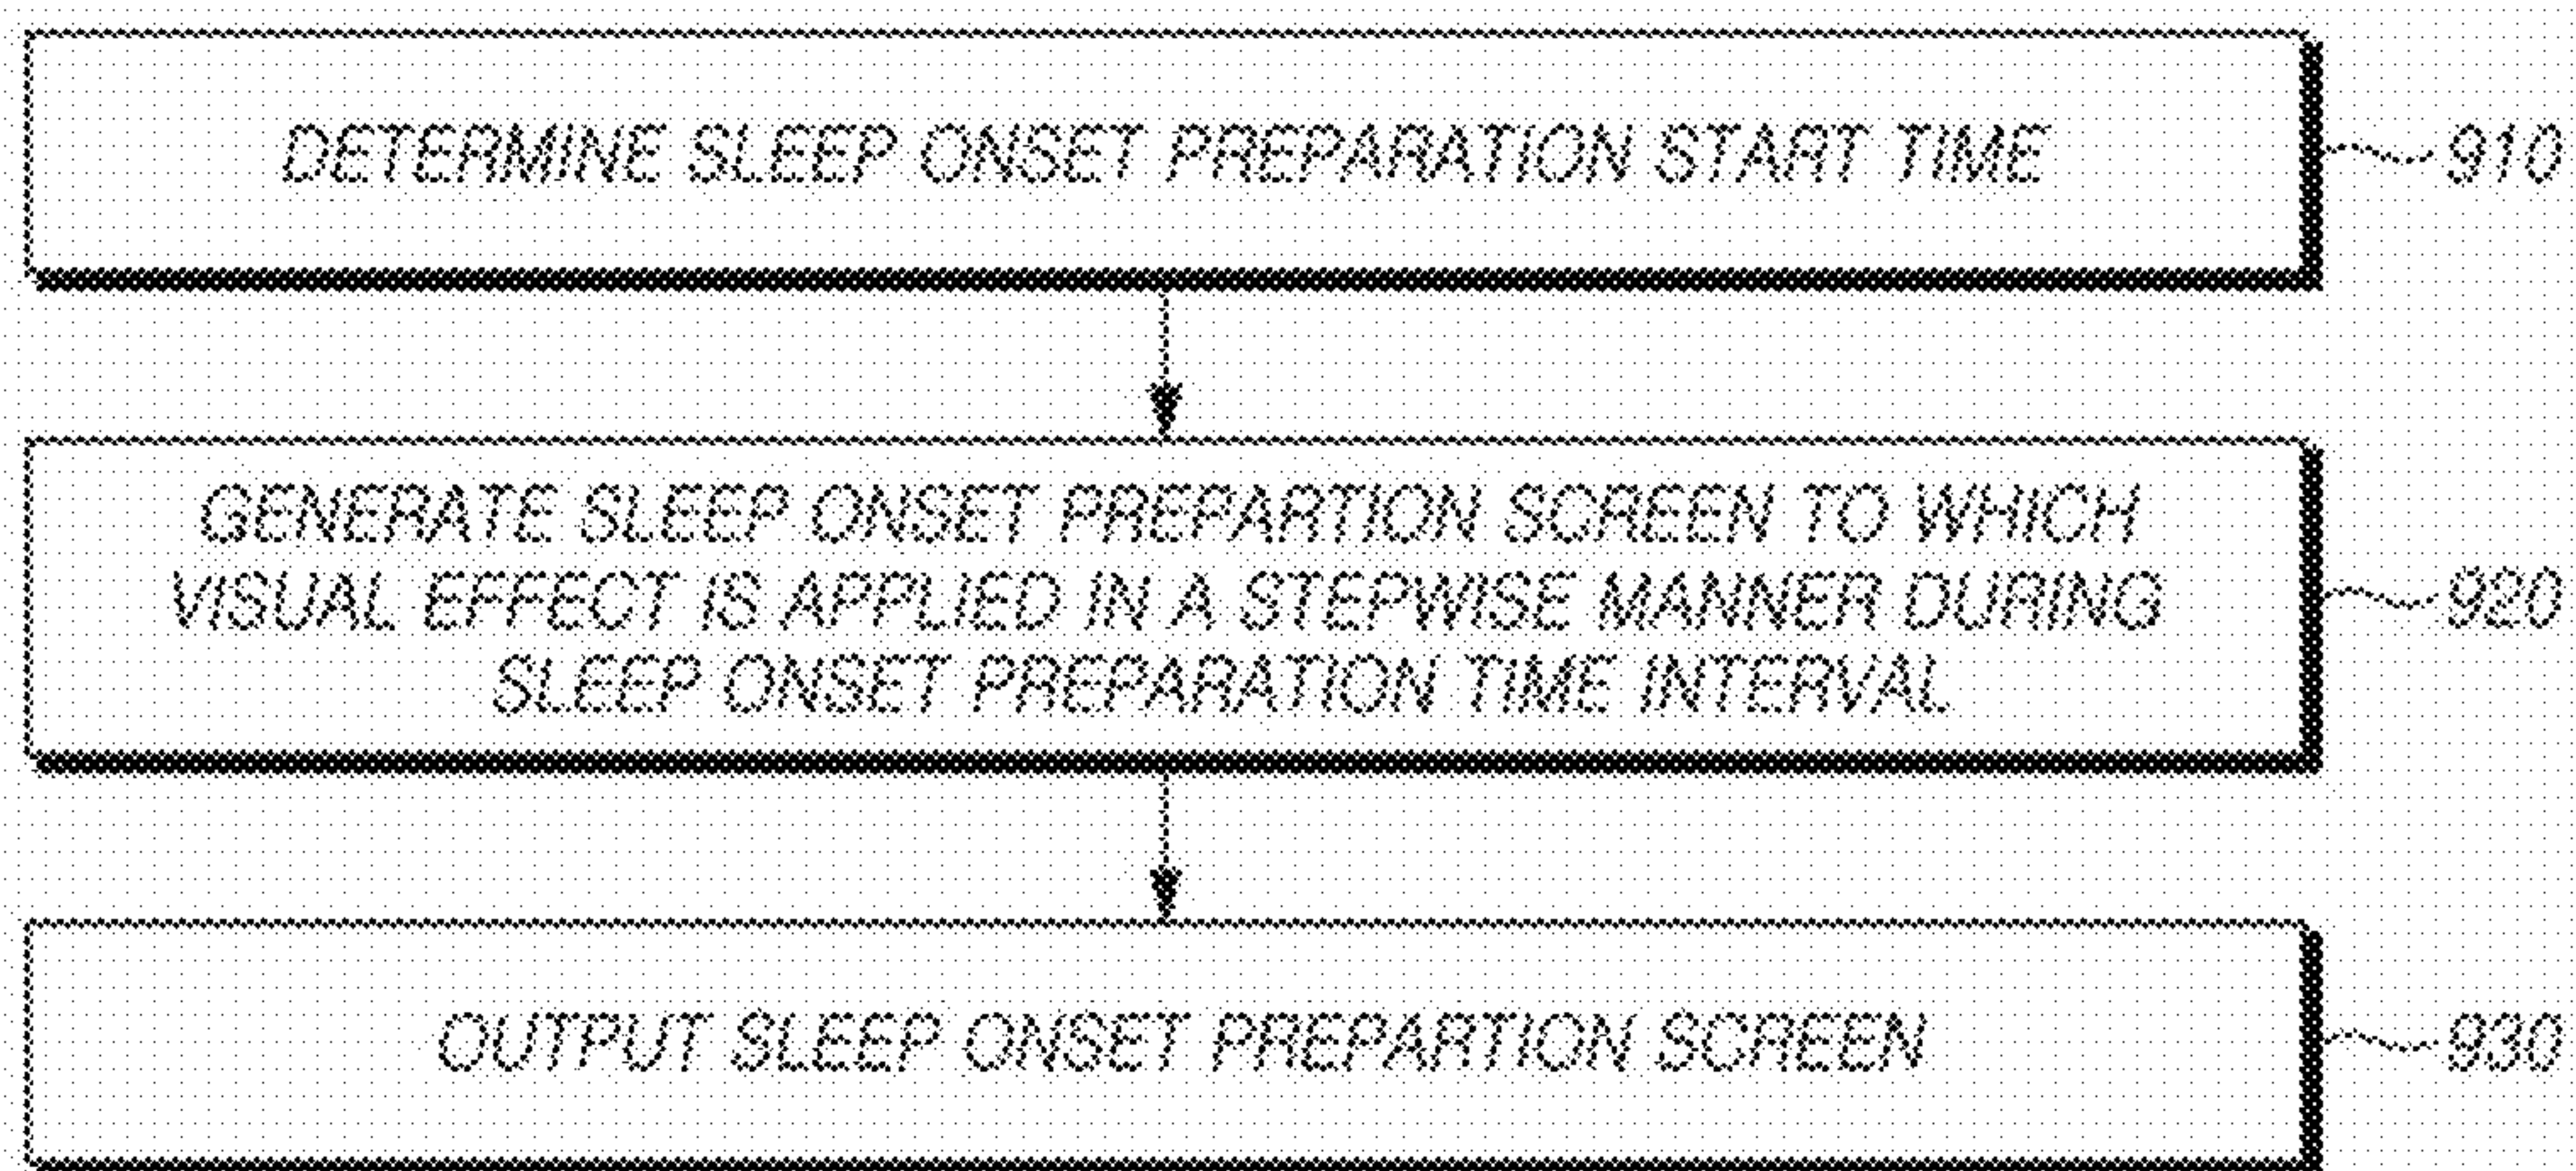 DETERMINE SLEEP ONSET PREPARATION START TIME
910
GENERATE SLEEP ONSET PREPARTION SCREEN TO WHICH
VISUAL EFFECT IS APPLIED IN A STEPWISE MANNER DURING
920
SLEEP ONSET PREPARATION TIME INTERVAL
OUTPUT SLEEP ONSET PREPARTION SCREEN
930